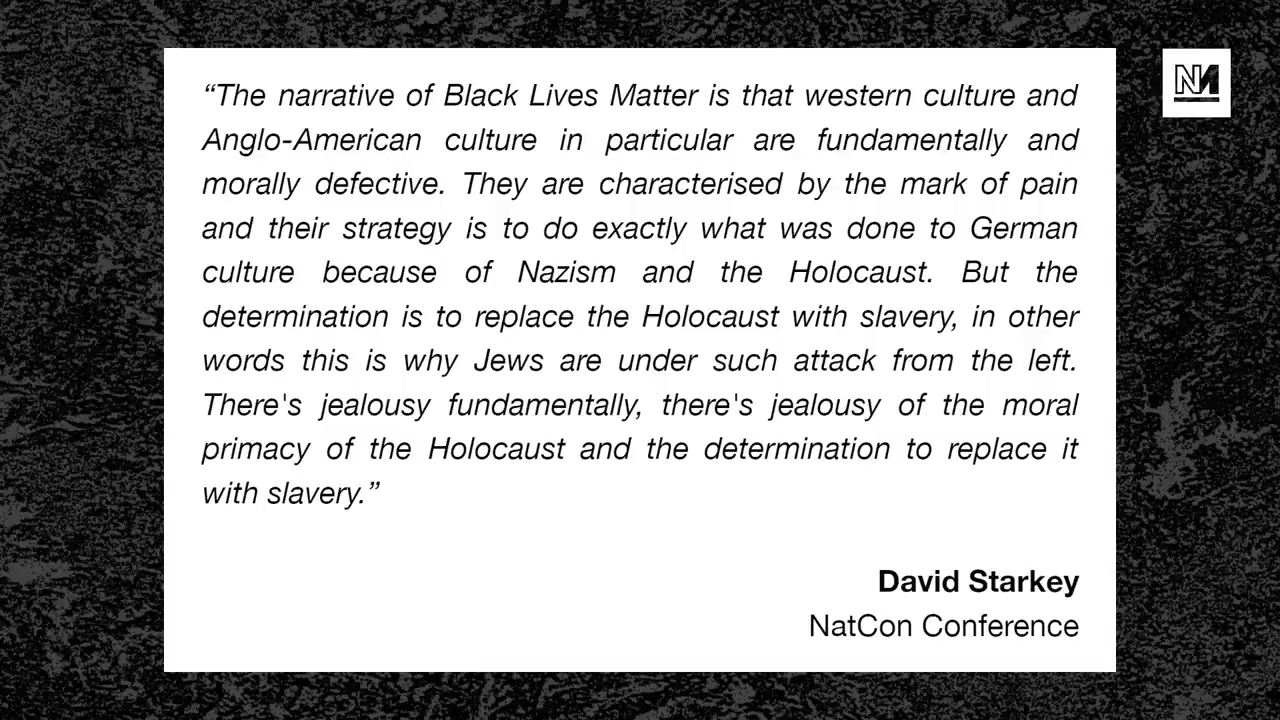 “The narrative of Black Lives Matter is that western culture and
Anglo-American culture in particular are fundamentally and
morally defective. They are characterised by the mark of pain
and their strategy is to do exactly what was done to German
culture because of Nazism and the Holocaust. But the
determination is to replace the Holocaust with slavery, in other
words this is why Jews are under such attack from the left.
There's jealousy fundamentally, there's jealousy of the moral
primacy of the Holocaust and the determination to replace it
with slavery.”
David Starkey
NatCon Conference
NM